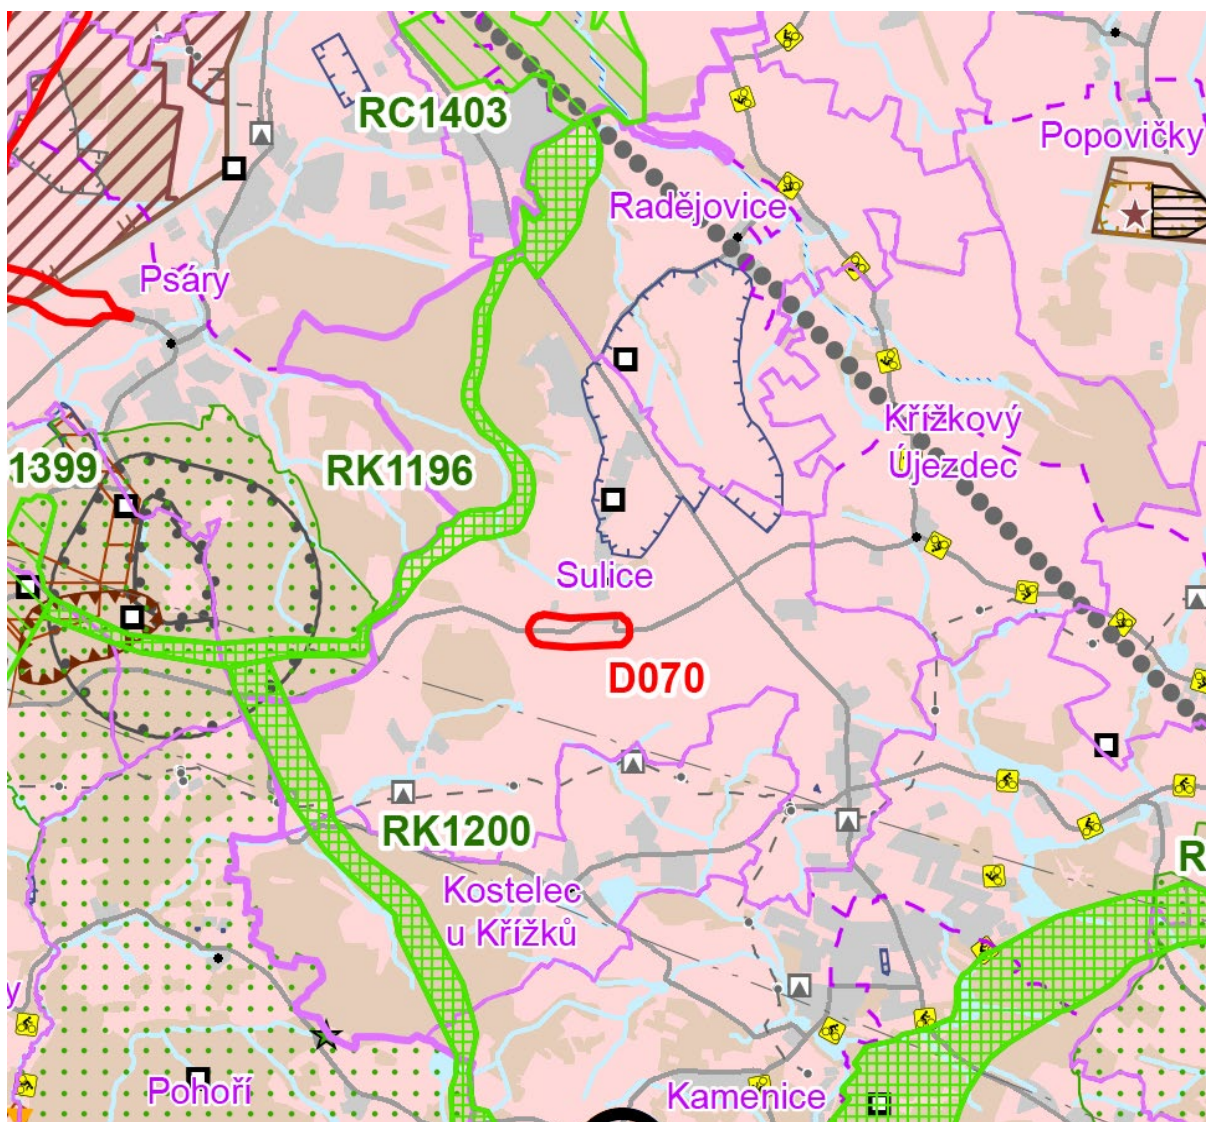 RC1403
Popovičky
Radějovice
Psáry
Křížkový
Újezdec
1399
RK1196
Sulice
D070
RK1200
R
Kostelec
u Křížků
y
Pohoří
Kamenice